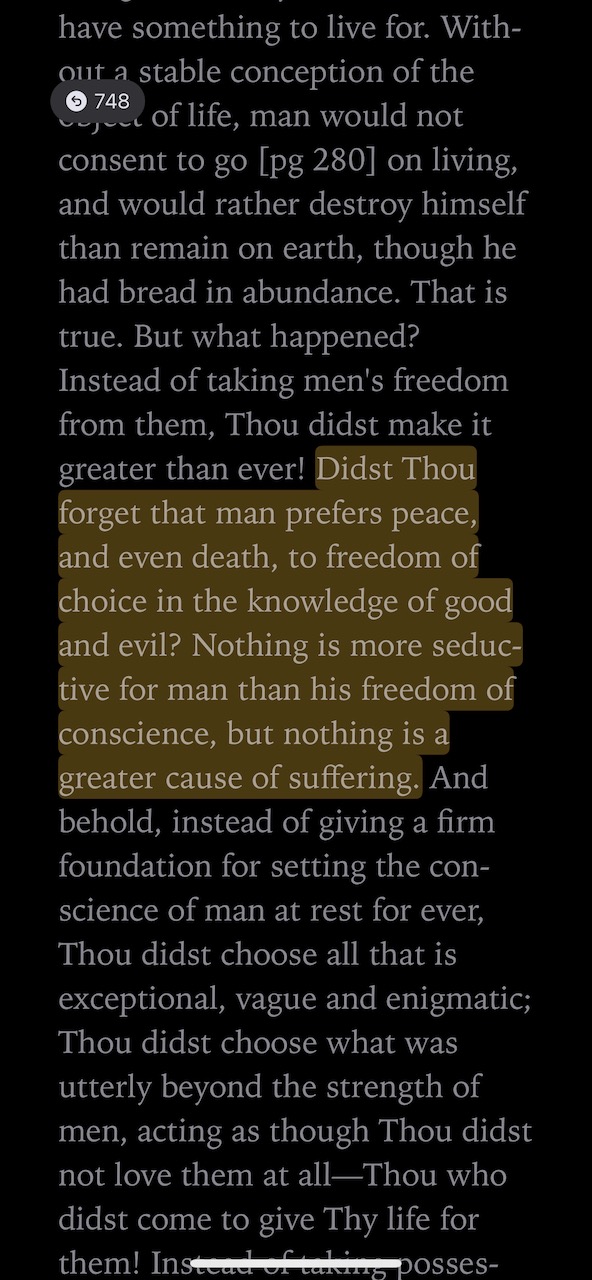 have something to live for. With-
out a stable conception of the
748
object of life, man would not
consent to go [pg 280] on living,
and would rather destroy himself
than remain on earth, though he
had bread in abundance. That is
true. But what happened?
Instead of taking men's freedom
from them, Thou didst make it
greater than ever! Didst Thou
forget that man prefers peace,
and even death, to freedom of
choice in the knowledge of good
and evil? Nothing is more seduc-
tive for man than his freedom of
conscience, but nothing is a
greater cause of suffering. And
behold, instead of giving a firm
foundation for setting the con-
science of man at rest for ever,
Thou didst choose all that is
exceptional, vague and enigmatic;
Thou didst choose what was
utterly beyond the strength of
men, acting as though Thou didst
not love them at all—Thou who
didst come to give Thy life for
them! Instead of taking posses-